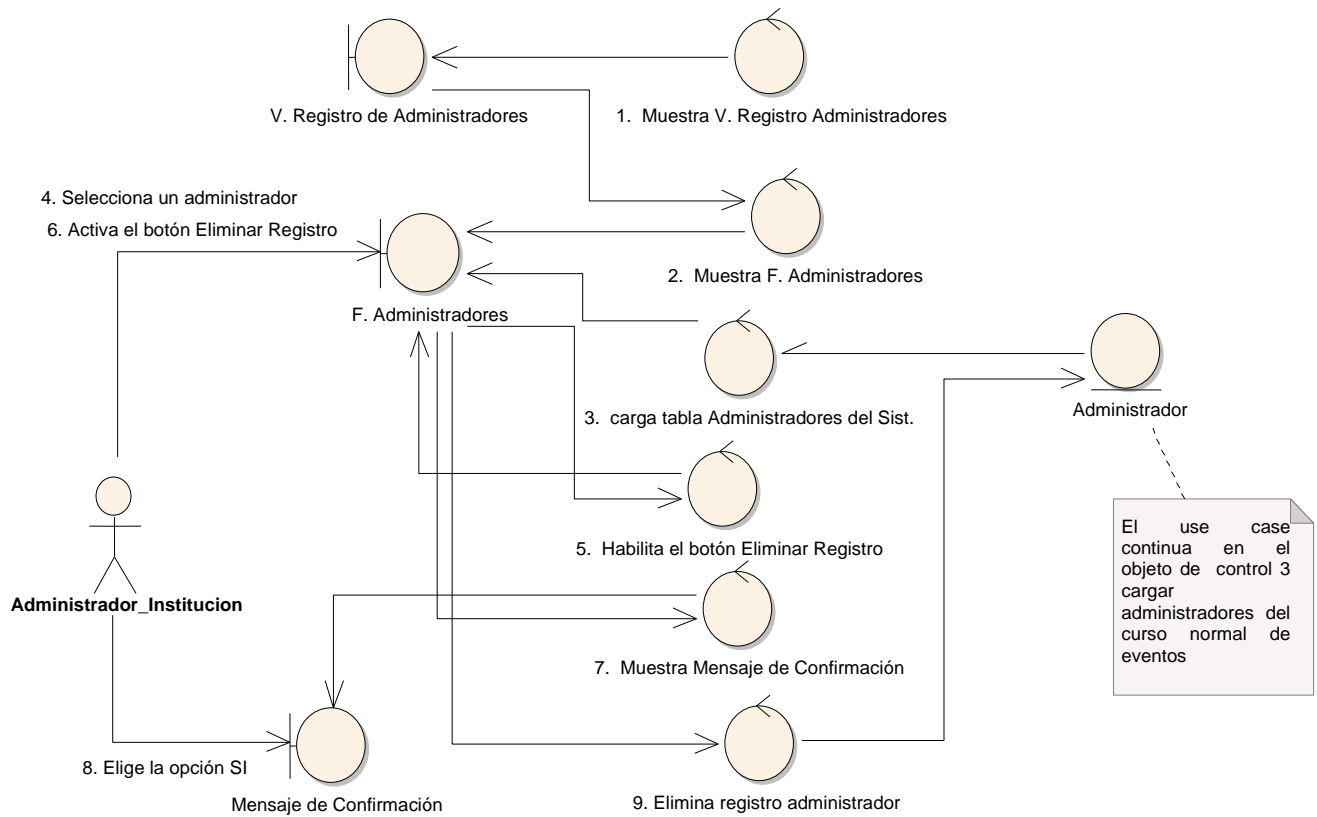 V. Registro de Administradores
1. Muestra V. Registro Administradores
4. Selecciona un administrador
6. Activa el botón Eliminar Registro
2. Muestra F. Administradores
F. Administradores
3. carga tabla Administradores del Sist.
Administrador
5. Habilita el botón Eliminar Registro
El use case
continua en el
objeto de control 3
cargar
administradores del
curso normal de
eventos
Administrador_Institucion
7. Muestra Mensaje de Confirmación
8. Elige la opción SI
Mensaje de Confirmación
9. Elimina registro administrador